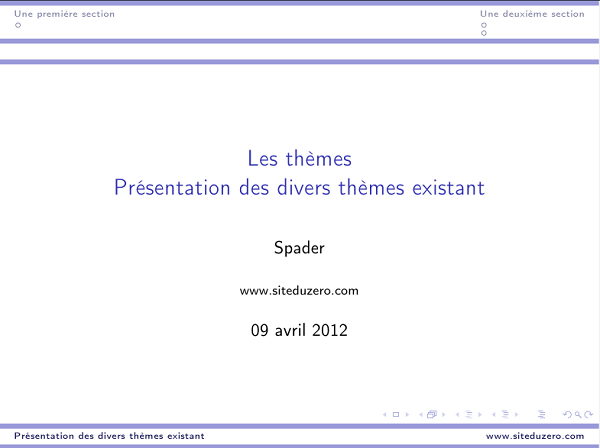 Une première section
Une deuxième section
Les thèmes
Présentation des divers thèmes existant
Spader
www.siteduzero.com
09 avril 2012
Présentation des divers thèmes existant
www.siteduzero.com